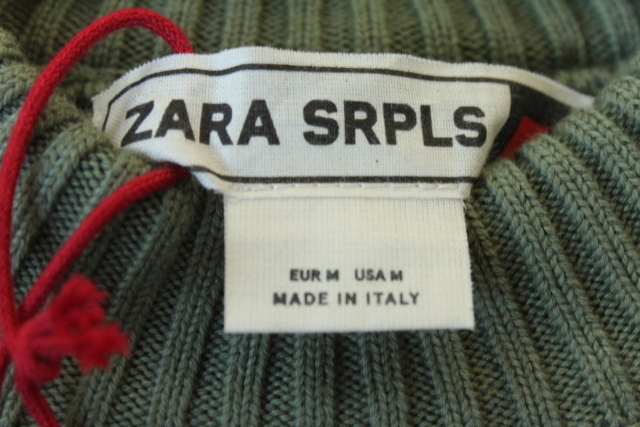 ZARA SRPLS
EUR M USA M
MADE IN ITALY